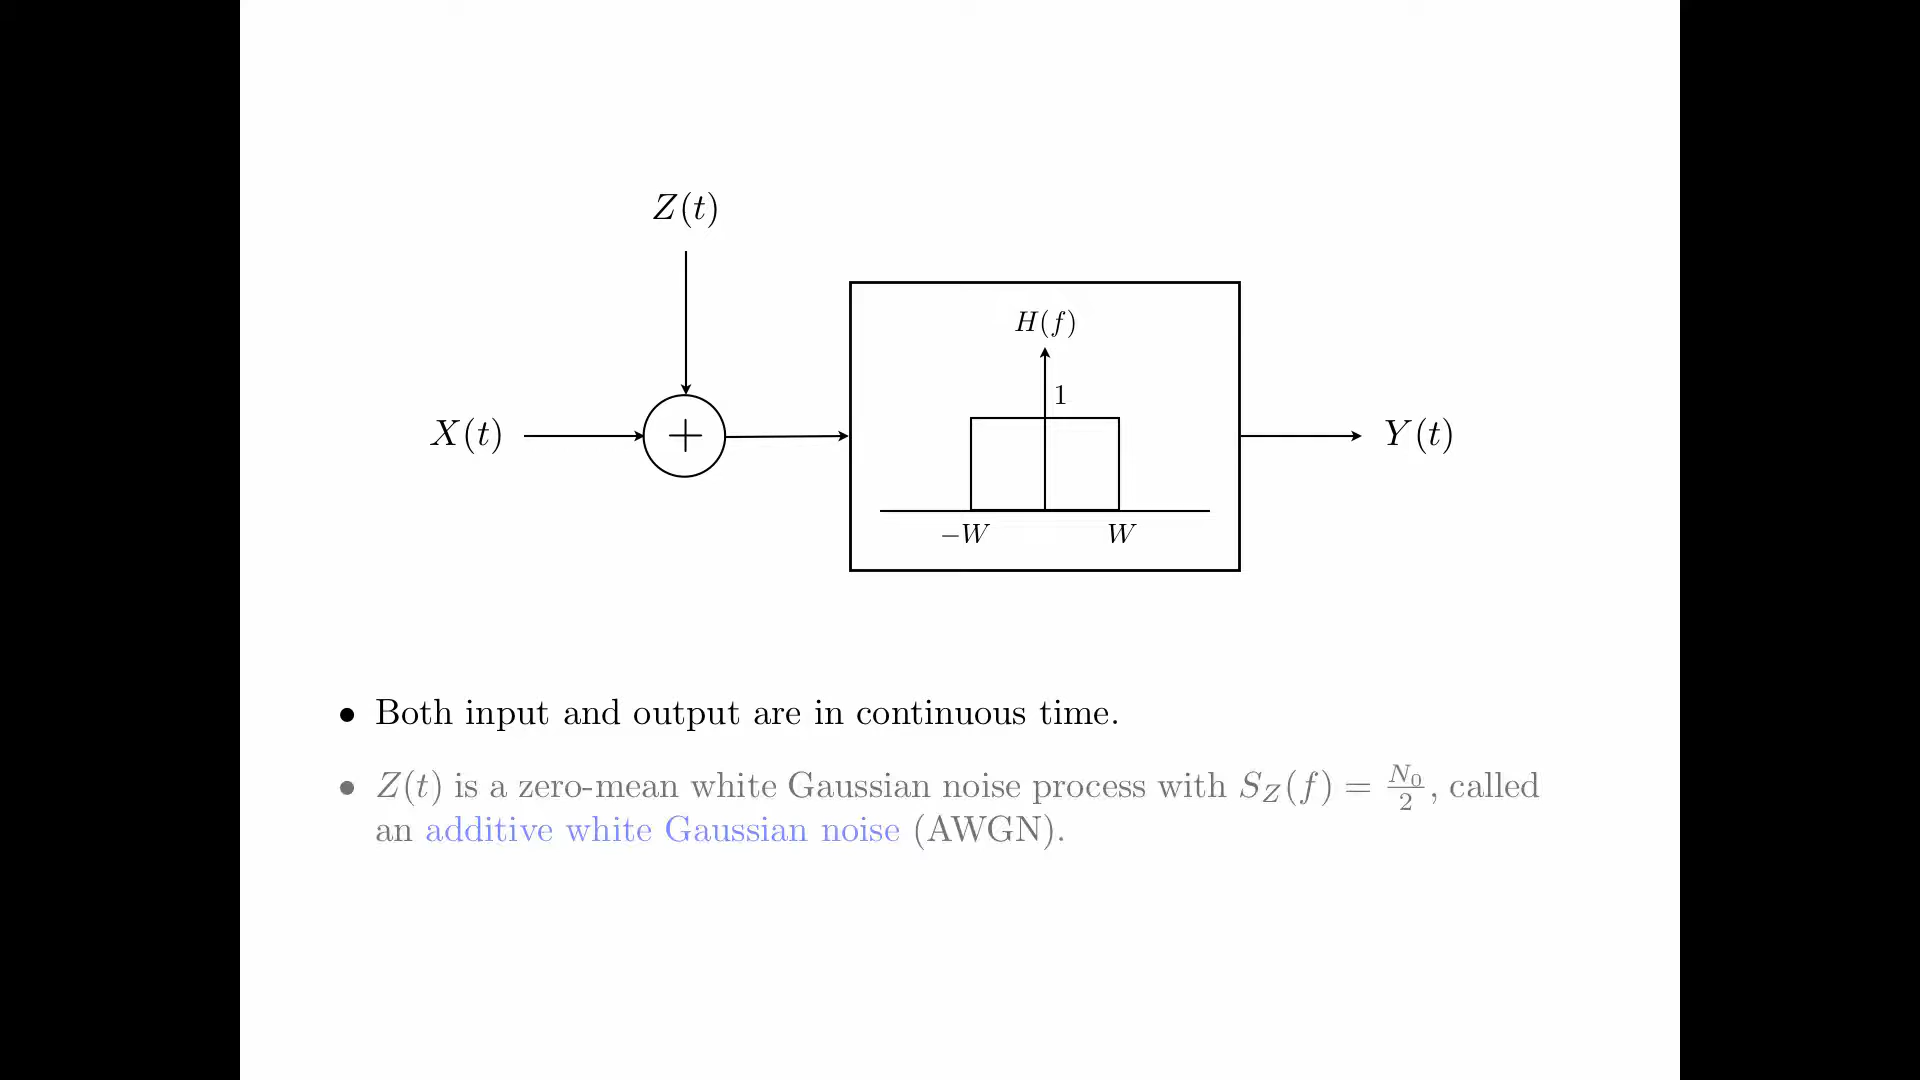 Z(t)
H(f)
1
X(t)
+
Y(t)
−W
W
• Both input and output are in continuous time.
• Z(t) is a zero-mean white Gaussian noise process with S_Z(f) = \frac{N_0}{2}, called
an additive white Gaussian noise (AWGN).